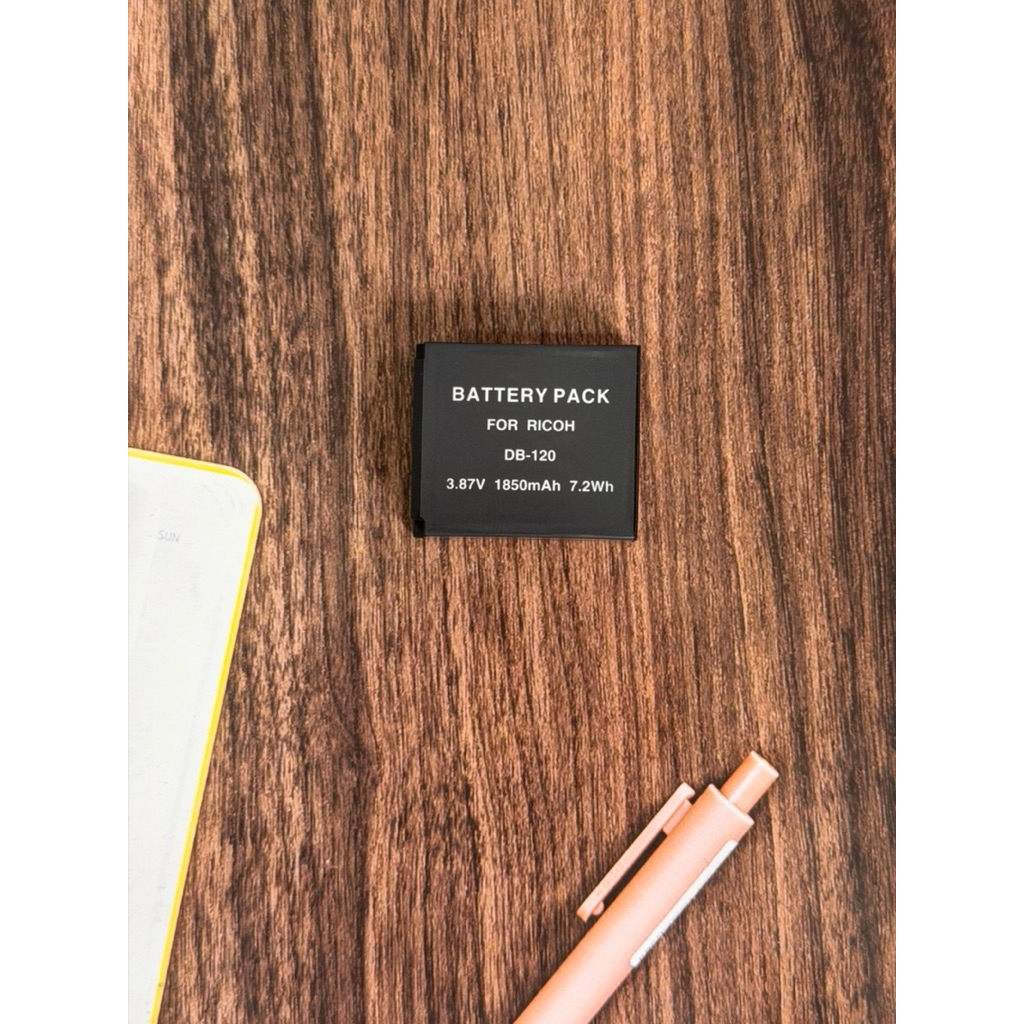 BATTERY PACK
FOR RICOH
DB-120
3.87V 1850mAh 7.2Wh
SUN